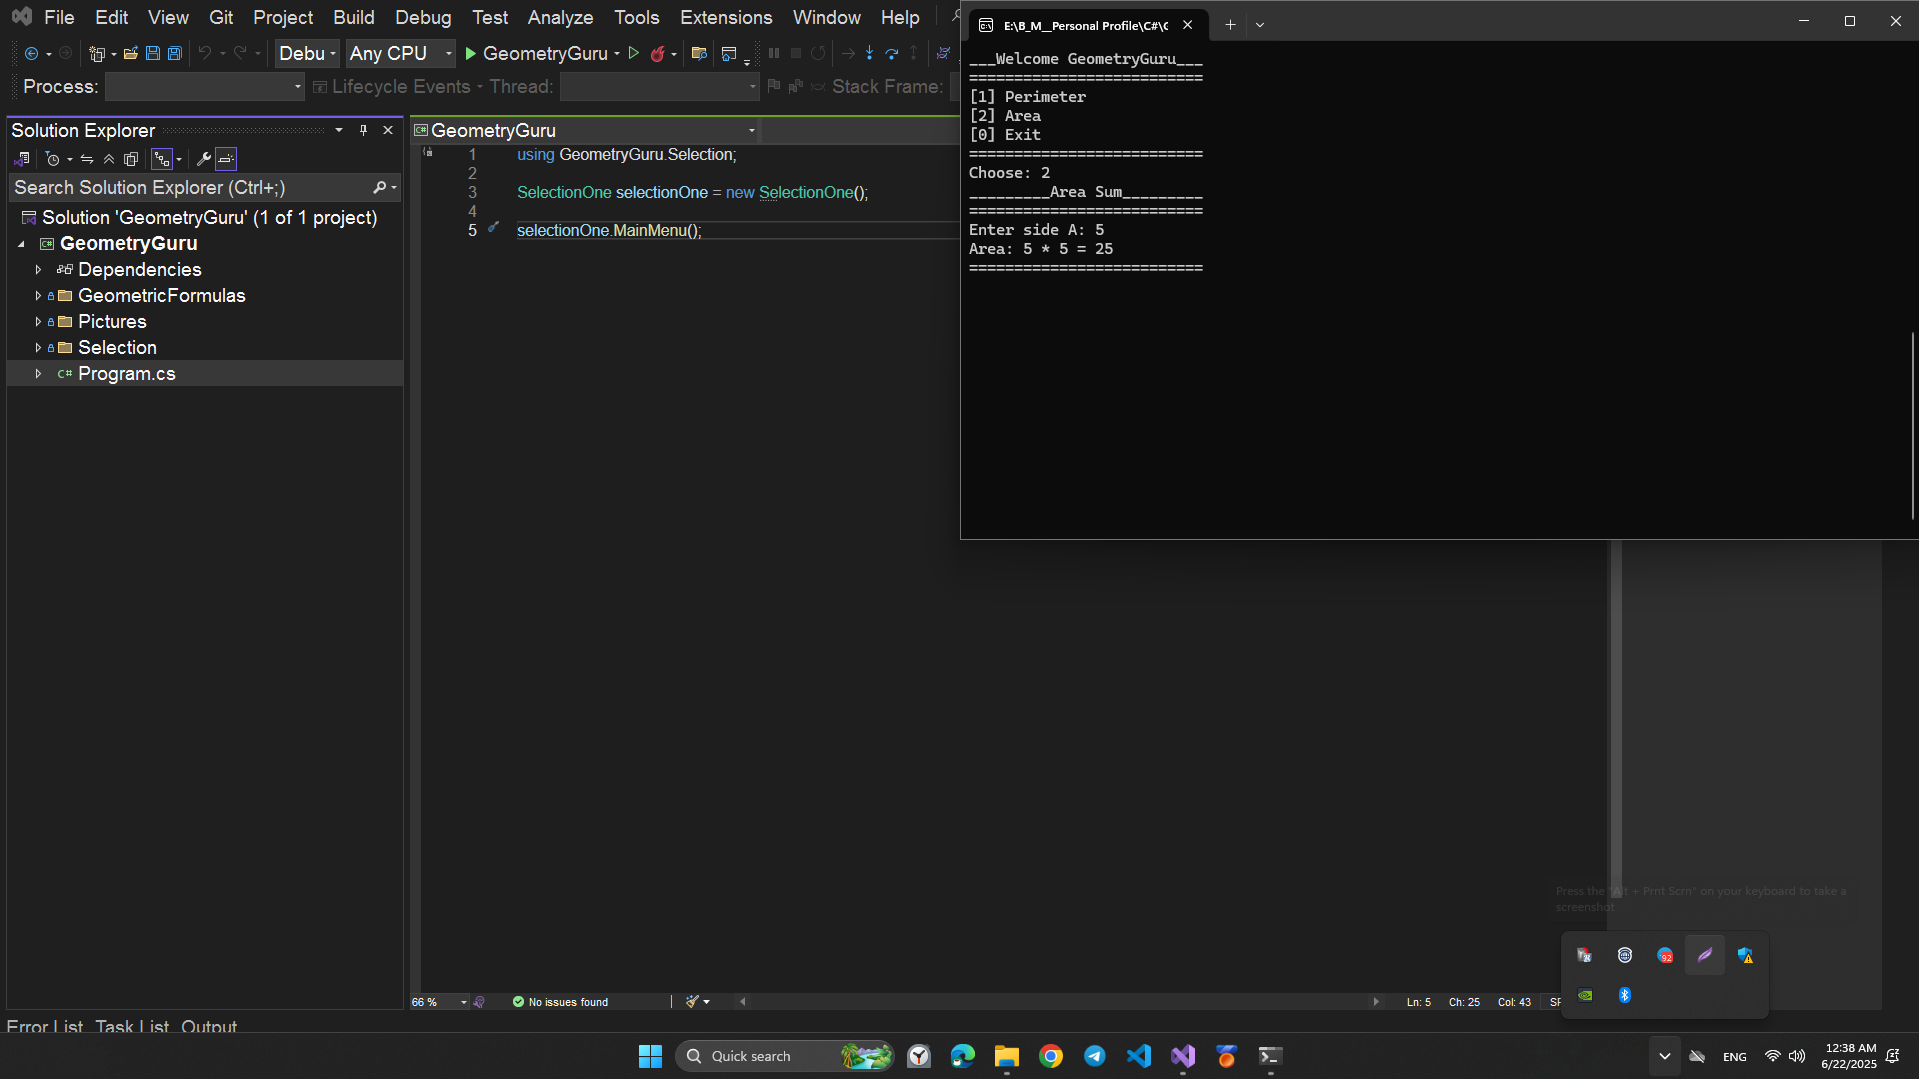 File Edit View Git Project Build Debug Test Analyze Tools Extensions Window Help
Debu Any CPU GeometryGuru
Process: Lifecycle Events Thread: Stack Frame:
Solution Explorer
Search Solution Explorer (Ctrl+;)
Solution 'GeometryGuru' (1 of 1 project)
GeometryGuru
Dependencies
GeometricFormulas
Pictures
Selection
Program.cs
GeometryGuru
1 using GeometryGuru.Selection;
2
3 SelectionOne selectionOne = new SelectionOne();
4
5 selectionOne.MainMenu();
66 % No issues found Ln: 5 Ch: 25 Col: 43
Error List Task List Output
E:\B_M__Personal Profile\C#\
___Welcome GeometryGuru___
==========================
[1] Perimeter
[2] Area
[0] Exit
==========================
Choose: 2
_________Area Sum_________
==========================
Enter side A: 5
Area: 5 * 5 = 25
==========================
Press the "Alt + Prnt Scrn" on your keyboard to take a
screenshot
92
Quick search
ENG
12:38 AM
6/22/2025